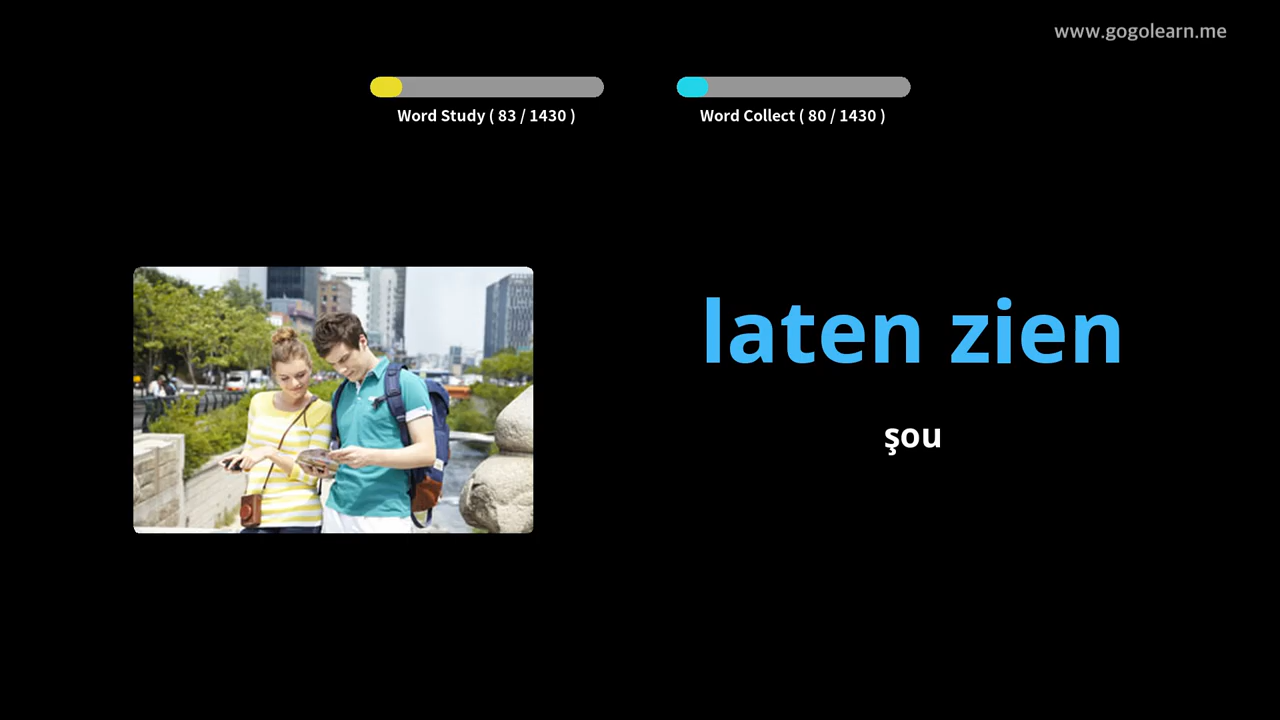 www.gogolearn.me
Word Study ( 83 / 1430 )
Word Collect ( 80 / 1430 )
laten zien
şou